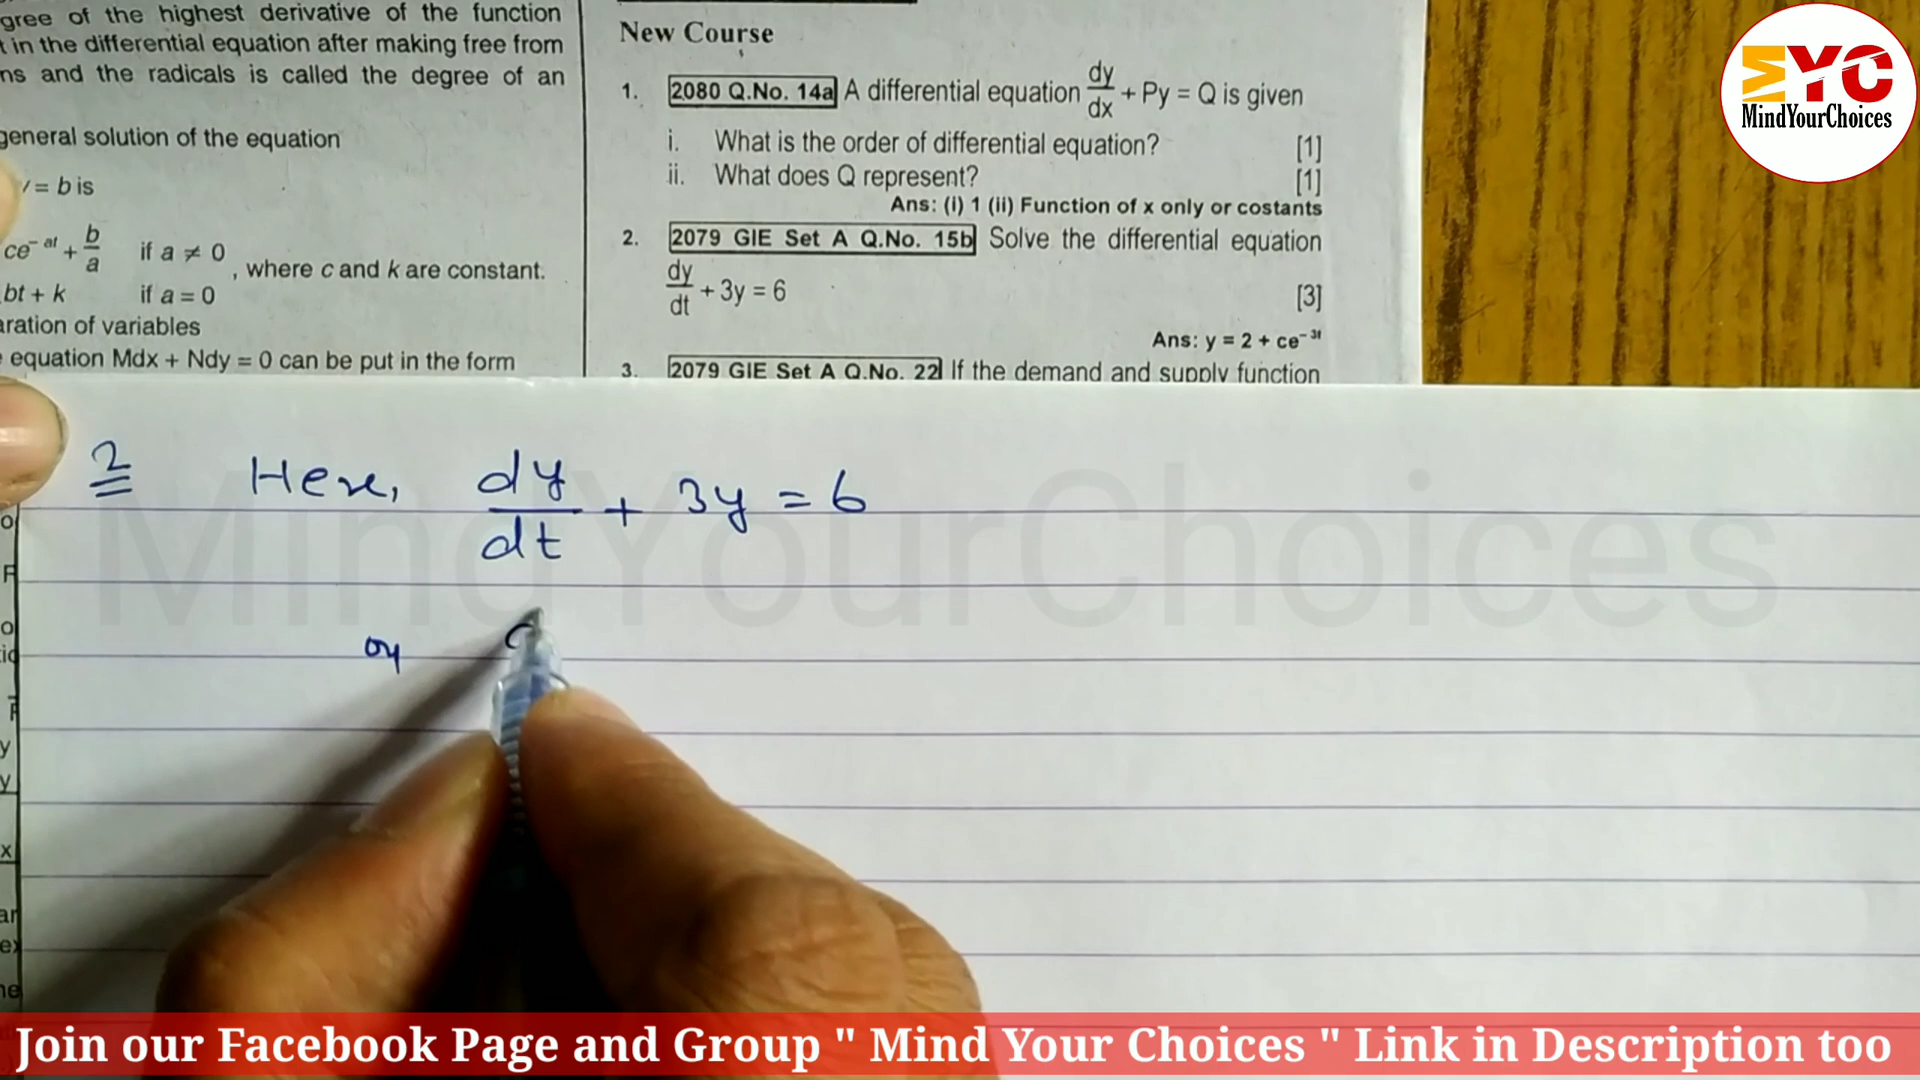 gree of the highest derivative of the function
in the differential equation after making free from
ns and the radicals is called the degree of an
general solution of the equation
y = b is
ce^{-at} + b/a if a ≠ 0
, where c and k are constant.
bt + k if a = 0
aration of variables
equation Mdx + Ndy = 0 can be put in the form
New Course
1. 2080 Q.No. 14a A differential equation dy/dx + Py = Q is given
i. What is the order of differential equation? [1]
ii. What does Q represent? [1]
Ans: (i) 1 (ii) Function of x only or costants
2. 2079 GIE Set A Q.No. 15b Solve the differential equation
dy/dt + 3y = 6 [3]
Ans: y = 2 + ce^{-3t}
3. 2079 GIE Set A Q.No. 22 If the demand and supply function
MYC
MindYourChoices
2 Here, dy/dt + 3y = 6
or
MindYourChoices
Join our Facebook Page and Group " Mind Your Choices " Link in Description too